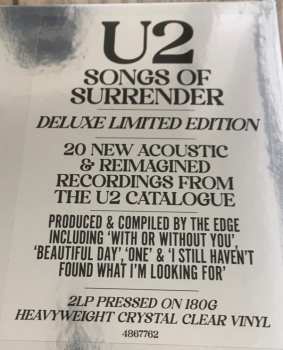 U2
SONGS OF
SURRENDER
DELUXE LIMITED EDITION
20 NEW ACOUSTIC
& REIMAGINED
RECORDINGS FROM
THE U2 CATALOGUE
PRODUCED & COMPILED BY THE EDGE
INCLUDING 'WITH OR WITHOUT YOU',
'BEAUTIFUL DAY', 'ONE' & 'I STILL HAVEN'T
FOUND WHAT I'M LOOKING FOR'
2LP PRESSED ON 180G
HEAVYWEIGHT CRYSTAL CLEAR VINYL
4867762